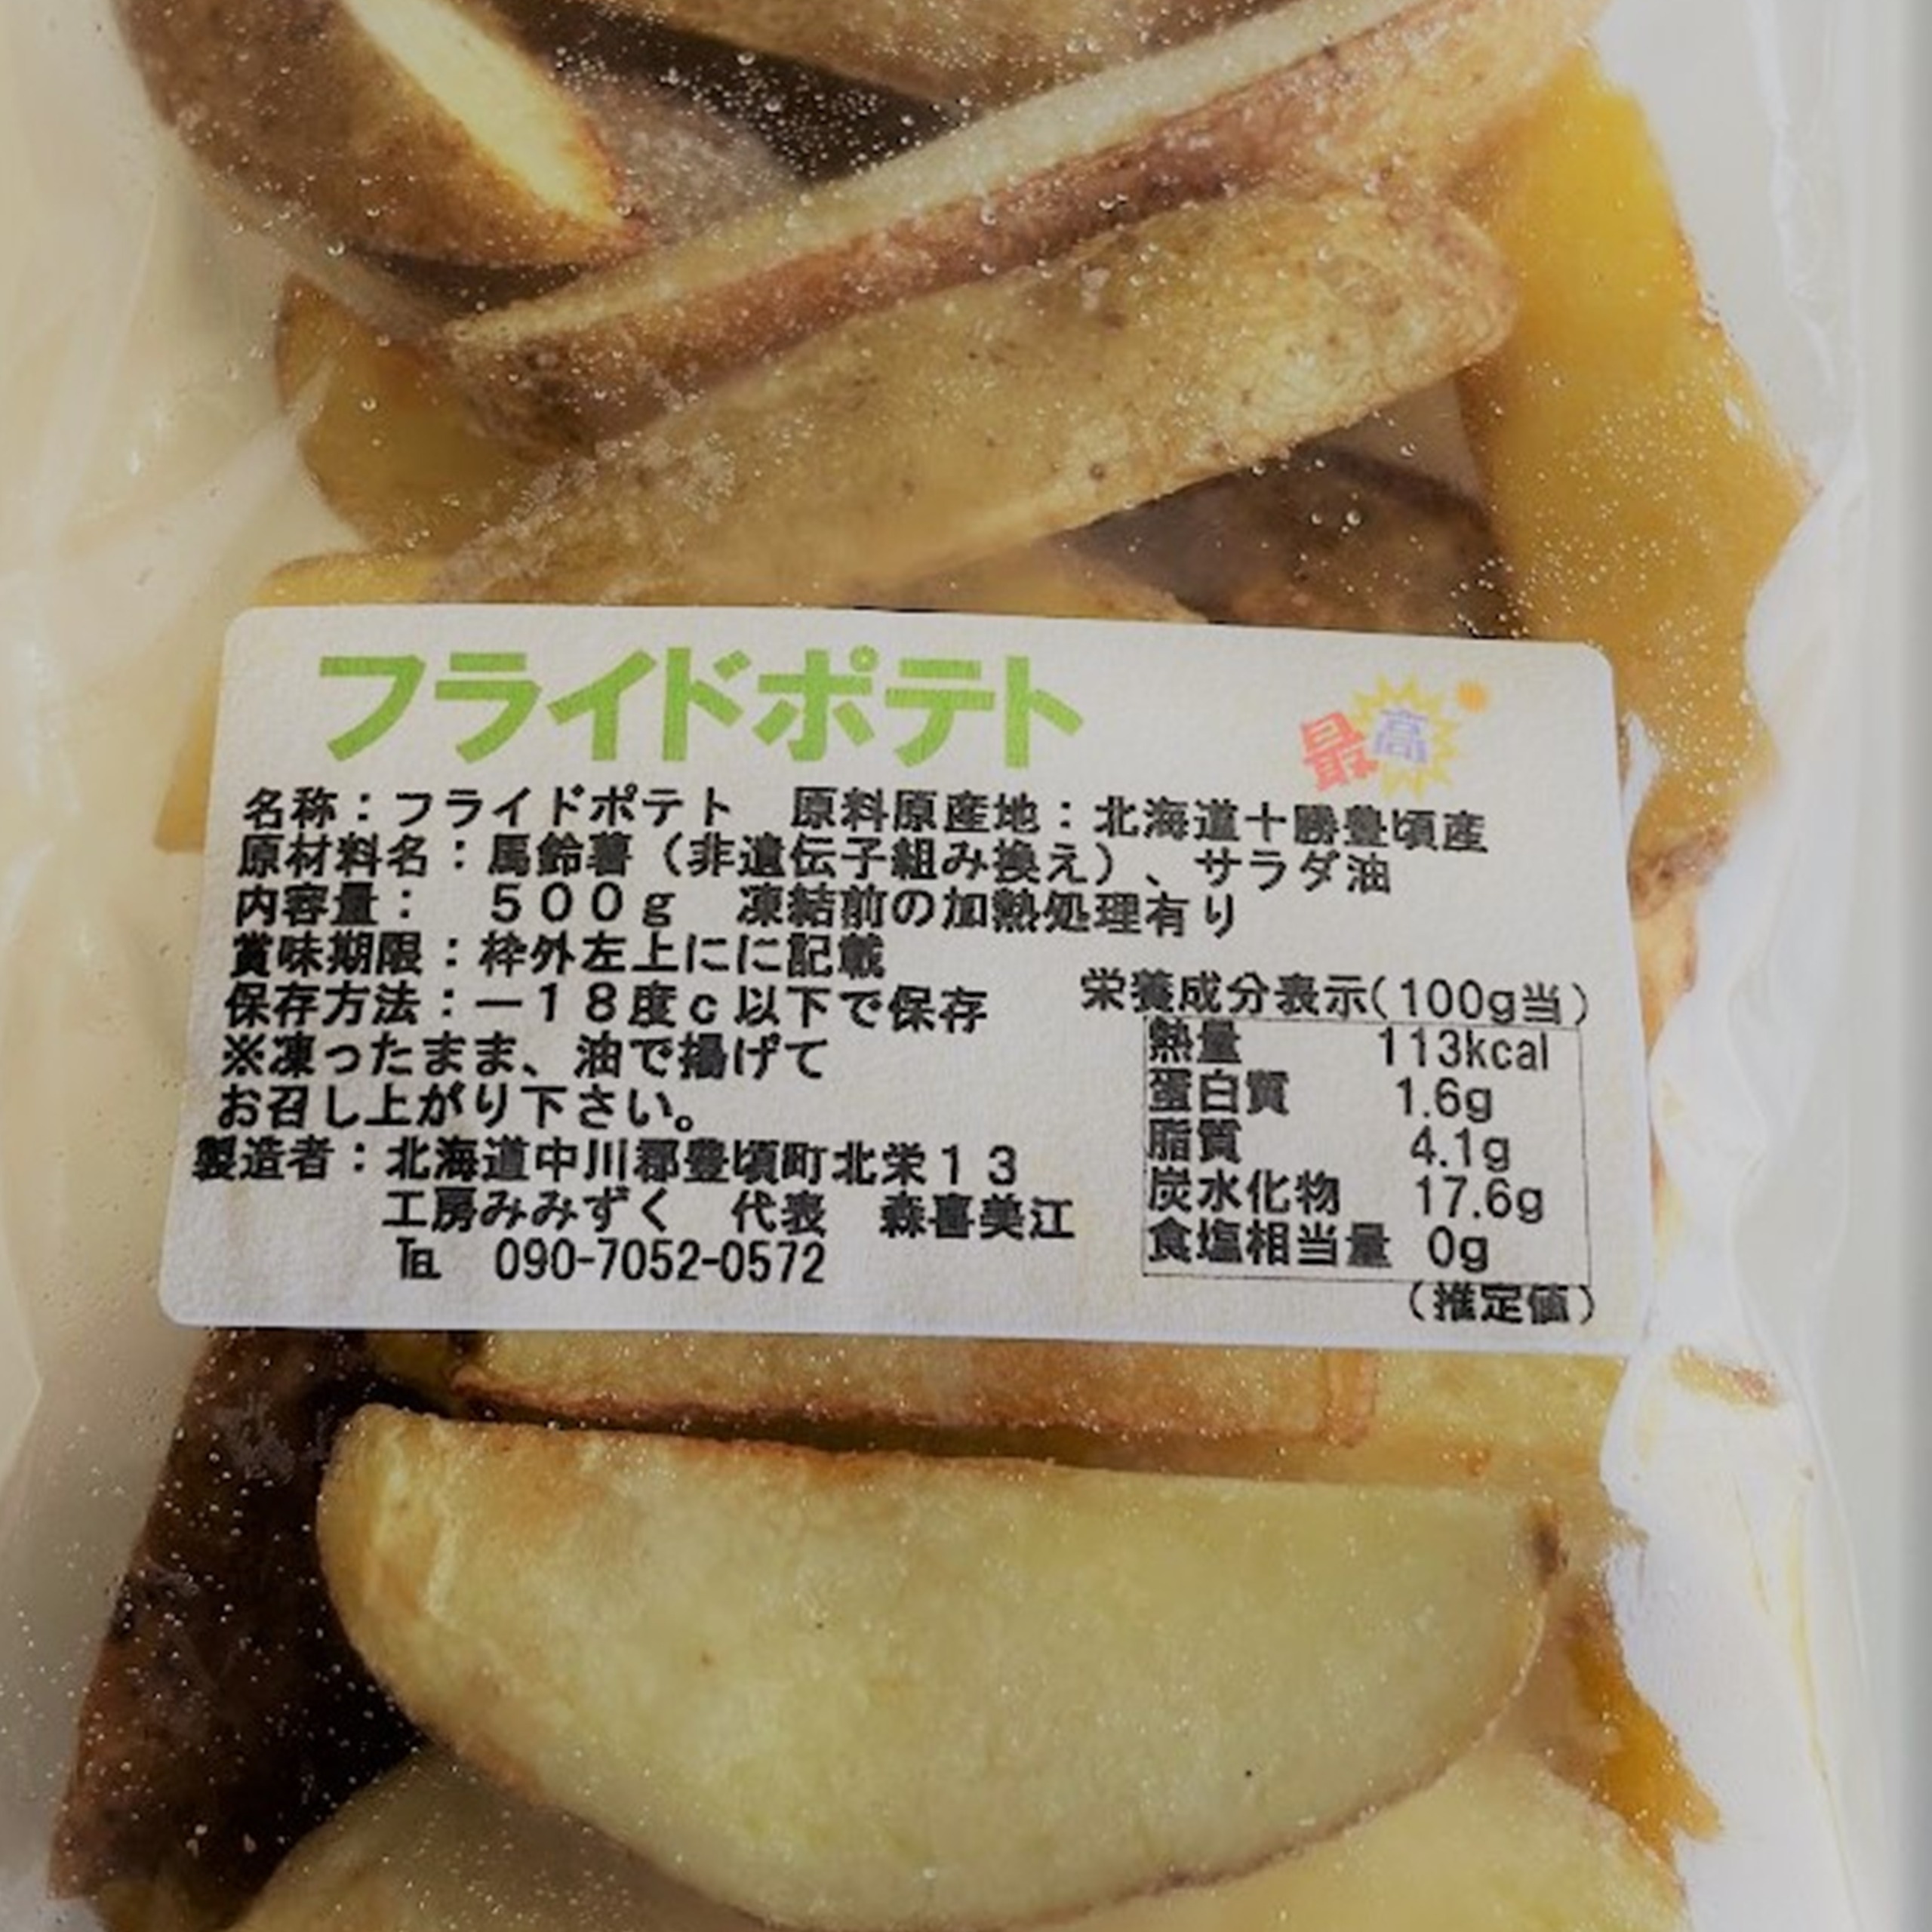 フライドポテト
最高
名称：フライドポテト　原料原産地：北海道十勝豊頃産
原材料名：馬鈴薯（非遺伝子組み換え）、サラダ油
内容量：　５００ｇ　凍結前の加熱処理有り
賞味期限：枠外左上にに記載
保存方法：－１８度ｃ以下で保存
※凍ったまま、油で揚げて
お召し上がり下さい。
製造者：北海道中川郡豊頃町北栄１３
工房みみずく　代表　森喜美江
℡　090-7052-0572
栄養成分表示(100g当)
熱量　113kcal
蛋白質　1.6g
脂質　4.1g
炭水化物　17.6g
食塩相当量　0g
（推定値）